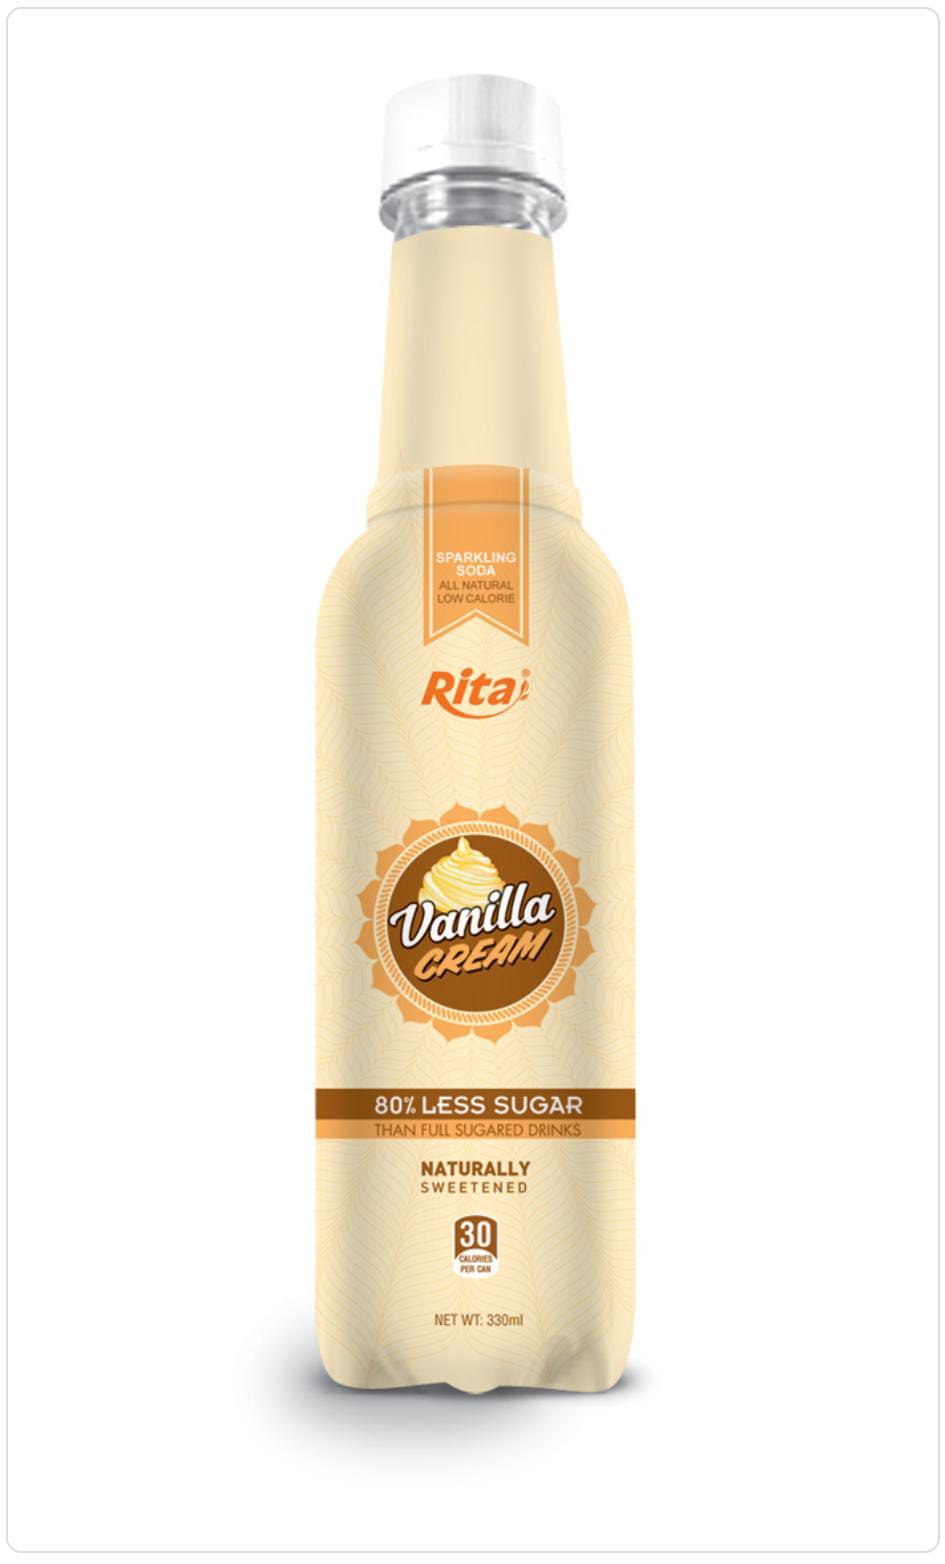 SPARKLING
SODA
ALL NATURAL
LOW CALORIE
Rita®
Vanilla
CREAM
80% LESS SUGAR
THAN FULL SUGARED DRINKS
NATURALLY
SWEETENED
30
CALORIES
PER CAN
NET WT: 330ml